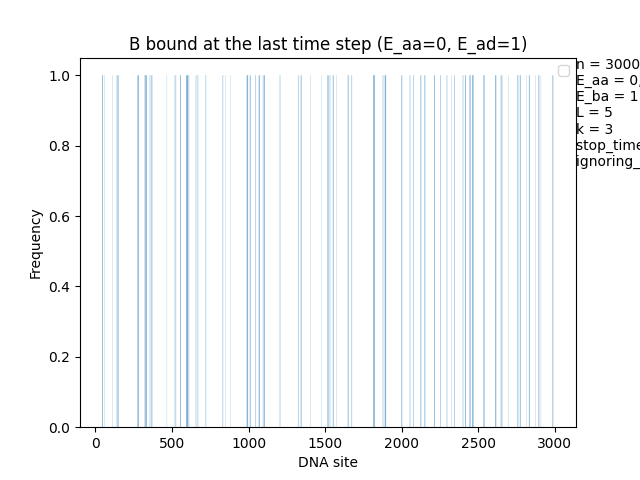 B bound at the last time step (E_aa=0, E_ad=1)
n = 3000
E_aa = 0,
E_ba = 1
L = 5
k = 3
stop_time
ignoring_
Frequency
1.0
0.8
0.6
0.4
0.2
0.0
0 500 1000 1500 2000 2500 3000
DNA site